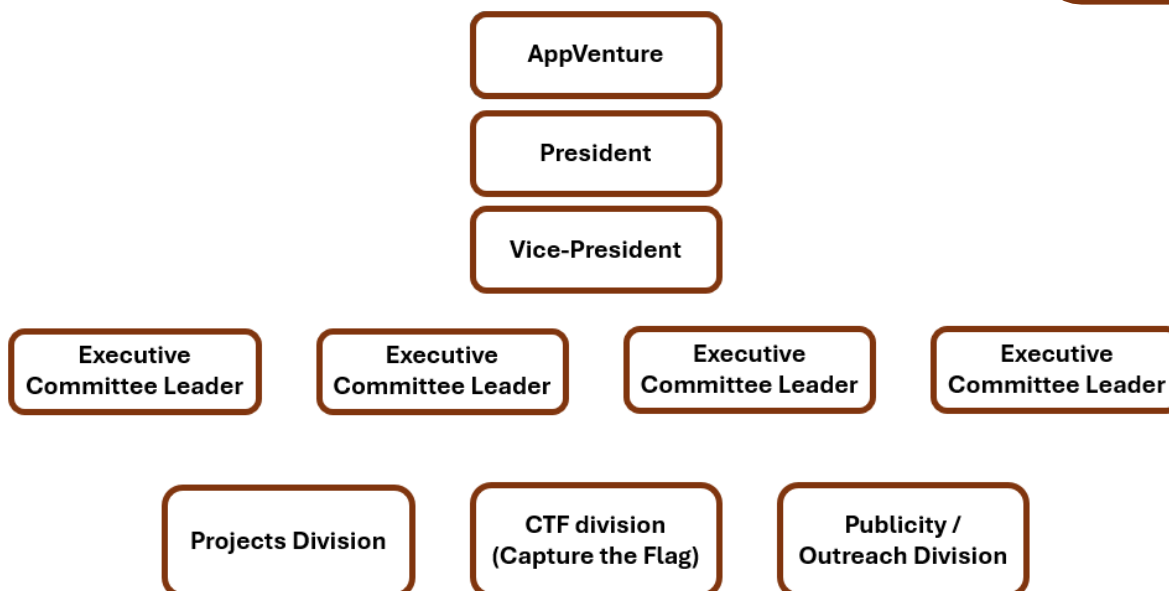 AppVenture
President
Vice-President
Executive
Committee Leader
Executive
Committee Leader
Executive
Committee Leader
Executive
Committee Leader
Projects Division
CTF division
(Capture the Flag)
Publicity /
Outreach Division